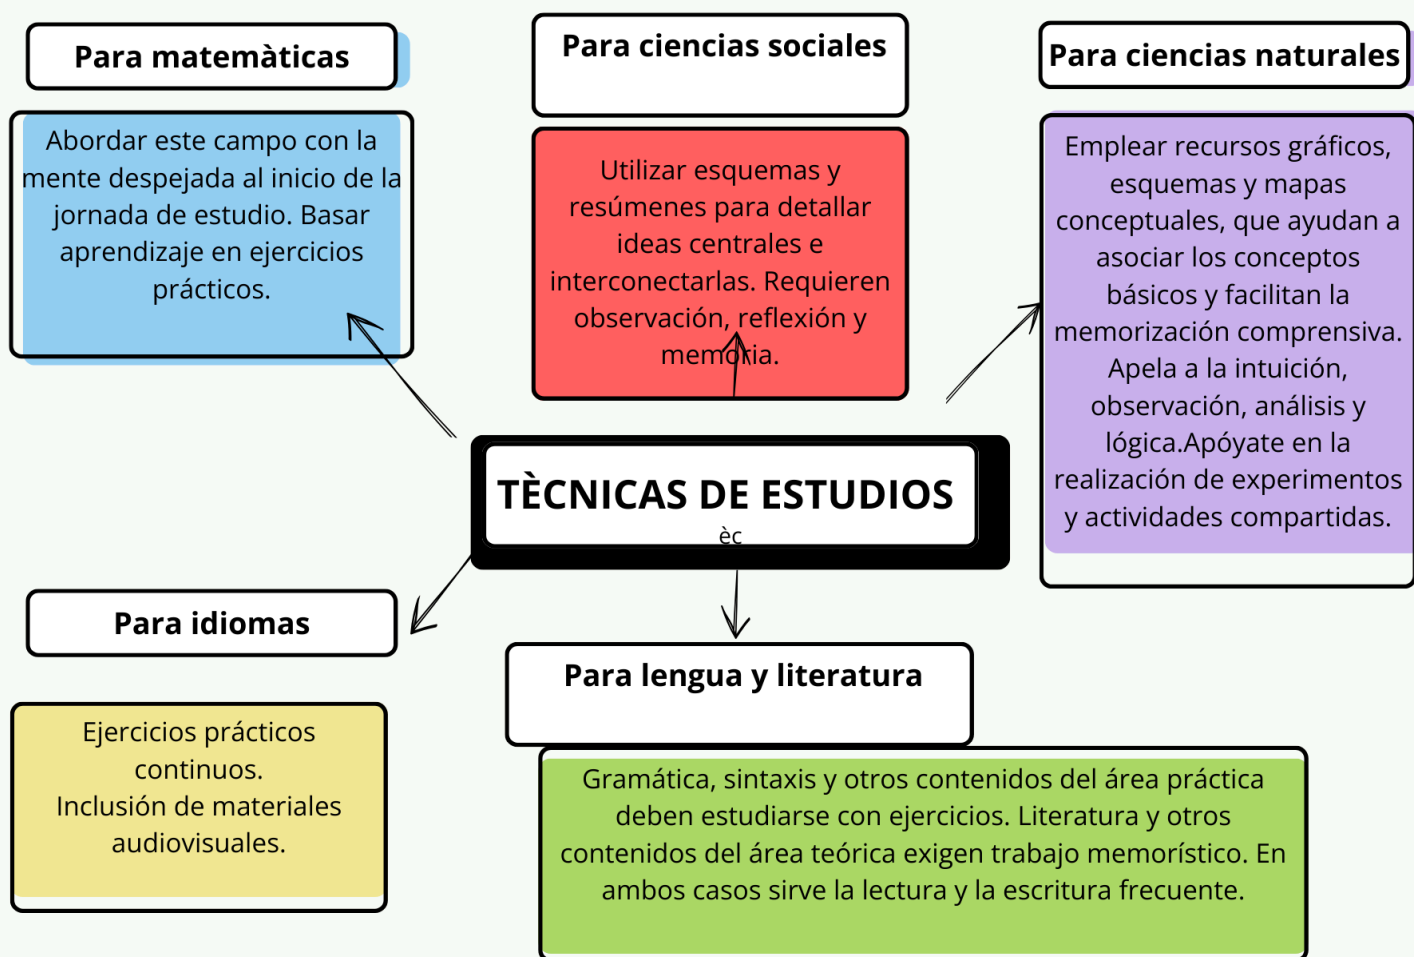 Para matemàticas
Abordar este campo con la
mente despejada al inicio de la
jornada de estudio. Basar
aprendizaje en ejercicios
prácticos.
Para ciencias sociales
Utilizar esquemas y
resúmenes para detallar
ideas centrales e
interconectarlas. Requieren
observación, reflexión y
memoria.
Para ciencias naturales
Emplear recursos gráficos,
esquemas y mapas
conceptuales, que ayudan a
asociar los conceptos
básicos y facilitan la
memorización comprensiva.
Apela a la intuición,
observación, análisis y
lógica.Apóyate en la
realización de experimentos
y actividades compartidas.
TÈCNICAS DE ESTUDIOS
èc
Para idiomas
Ejercicios prácticos
continuos.
Inclusión de materiales
audiovisuales.
Para lengua y literatura
Gramática, sintaxis y otros contenidos del área práctica
deben estudiarse con ejercicios. Literatura y otros
contenidos del área teórica exigen trabajo memorístico. En
ambos casos sirve la lectura y la escritura frecuente.